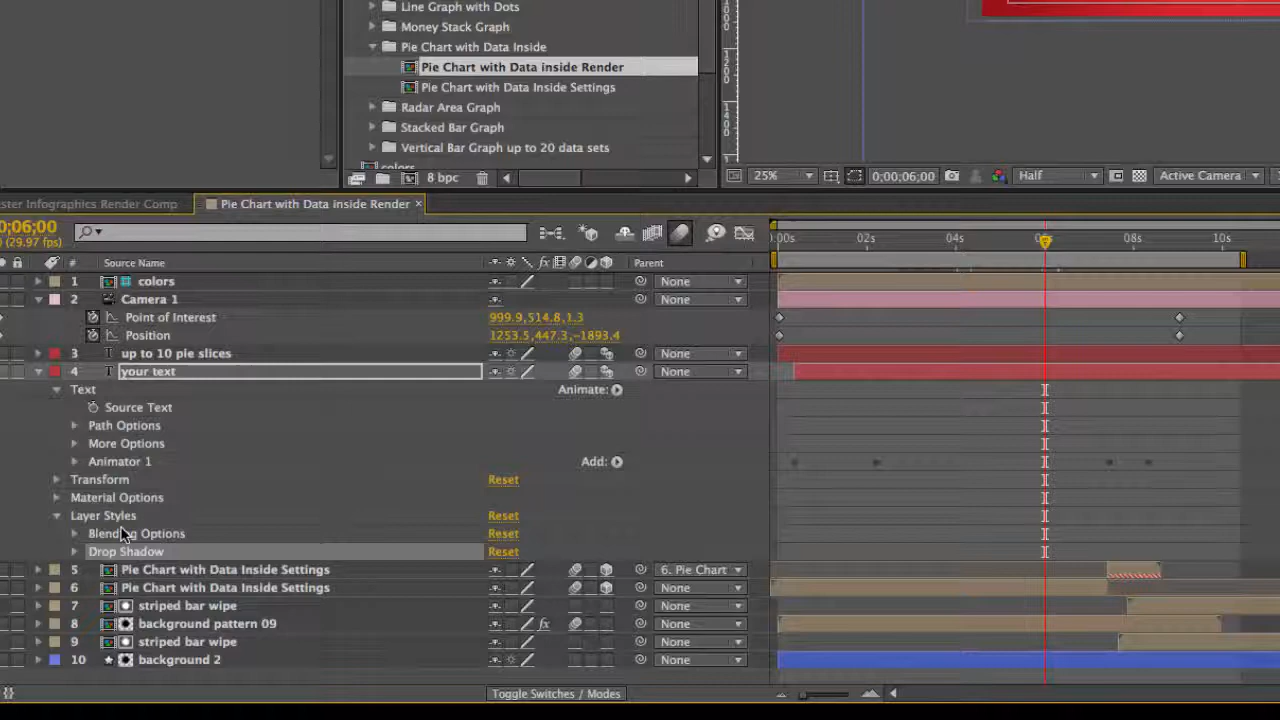 Line Graph with Dots
Money Stack Graph
Pie Chart with Data Inside
Pie Chart with Data inside Render
Pie Chart with Data Inside Settings
Radar Area Graph
Stacked Bar Graph
Vertical Bar Graph up to 20 data sets
colors
8 bpc
25% 0;00;06;00 Half Active Camera
ster Infographics Render Comp Pie Chart with Data inside Render ×
0;06;00
(29.97 fps)
:00s 02s 04s 06s 08s 10s
# Source Name fx Parent
1 colors None
2 Camera 1 None
Point of Interest 999.9,514.8,1.3
Position 1253.5,447.3,-1893.4
3 T up to 10 pie slices None
4 T your text None
Text Animate:
Source Text
Path Options
More Options
Animator 1 Add:
Transform Reset
Material Options
Layer Styles Reset
Blending Options Reset
Drop Shadow Reset
5 Pie Chart with Data Inside Settings 6. Pie Chart
6 Pie Chart with Data Inside Settings None
7 striped bar wipe None
8 background pattern 09 fx None
9 striped bar wipe None
10 background 2 None
Toggle Switches / Modes